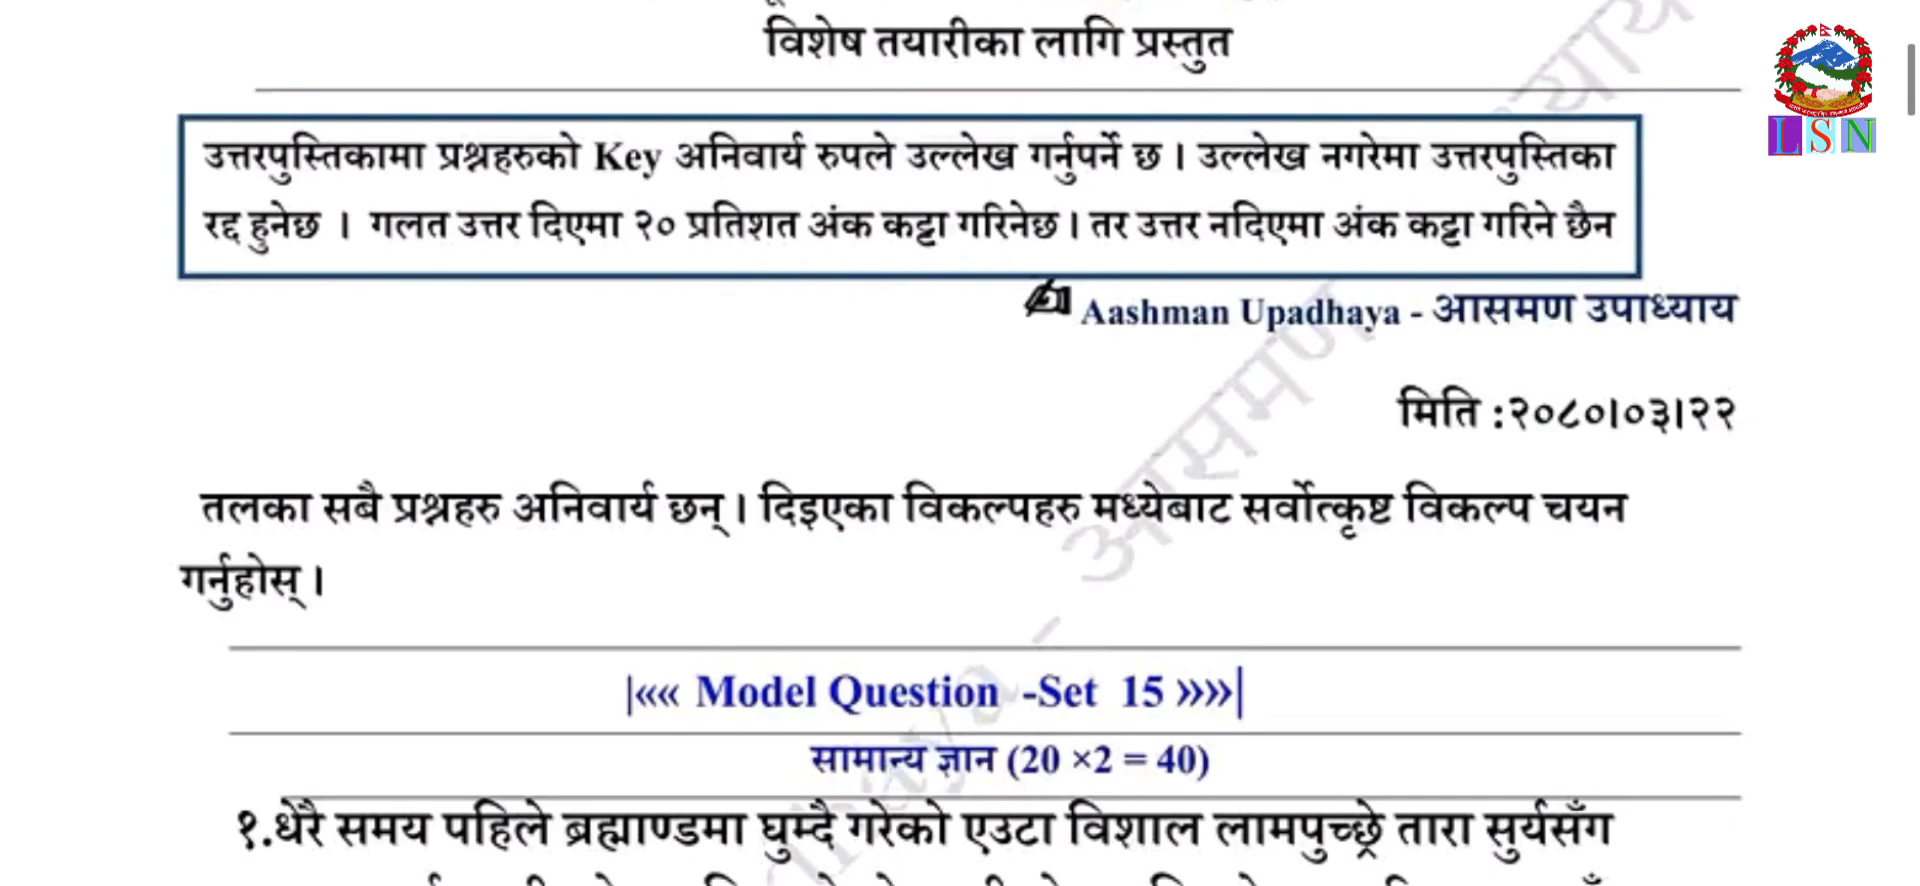 विशेष तयारीका लागि प्रस्तुत
LSN
उत्तरपुस्तिकामा प्रश्नहरुको Key अनिवार्य रुपले उल्लेख गर्नुपर्ने छ । उल्लेख नगरेमा उत्तरपुस्तिका
रद्द हुनेछ । गलत उत्तर दिएमा २० प्रतिशत अंक कट्टा गरिनेछ । तर उत्तर नदिएमा अंक कट्टा गरिने छैन
Aashman Upadhaya - आसमण उपाध्याय
मिति :२०८०।०३।२२
तलका सबै प्रश्नहरु अनिवार्य छन् । दिइएका विकल्पहरु मध्येबाट सर्वोत्कृष्ट विकल्प चयन
गर्नुहोस् ।
|«« Model Question -Set 15 »»|
सामान्य ज्ञान (20 ×2 = 40)
१.धेरै समय पहिले ब्रह्माण्डमा घुम्दै गरेको एउटा विशाल लामपुच्छ्रे तारा सुर्यसँग